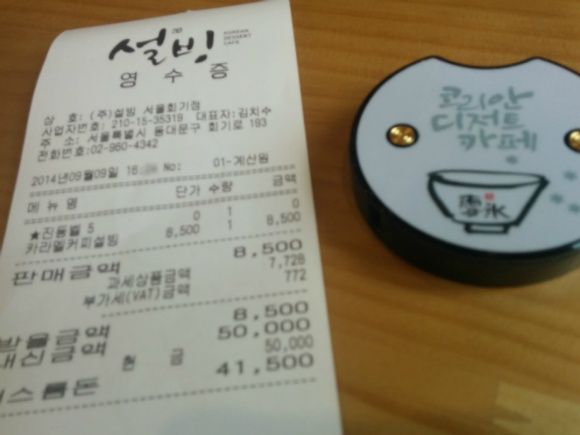 설빙
KOREAN
DESSERT
CAFE
영 수 증
상 호: (주)설빙 서울회기점
사업자번호: 210-15-35319 대표자:김치수
주 소: 서울특별시 동대문구 회기로 193
전화번호:02-960-4342
2014년09월09일 16 No: 01-계산원
메 뉴 명 단가 수량 금액
★진동벨 5 0 1 0
8,500 1 8,500
판매금액 8,500
과세상품금액 7,728
부가세(VAT)금액 772
받을금액 8,500
내신금액 50,000
현 금 50,000
거스름돈 41,500
코리안
디저트
카페
雪氷